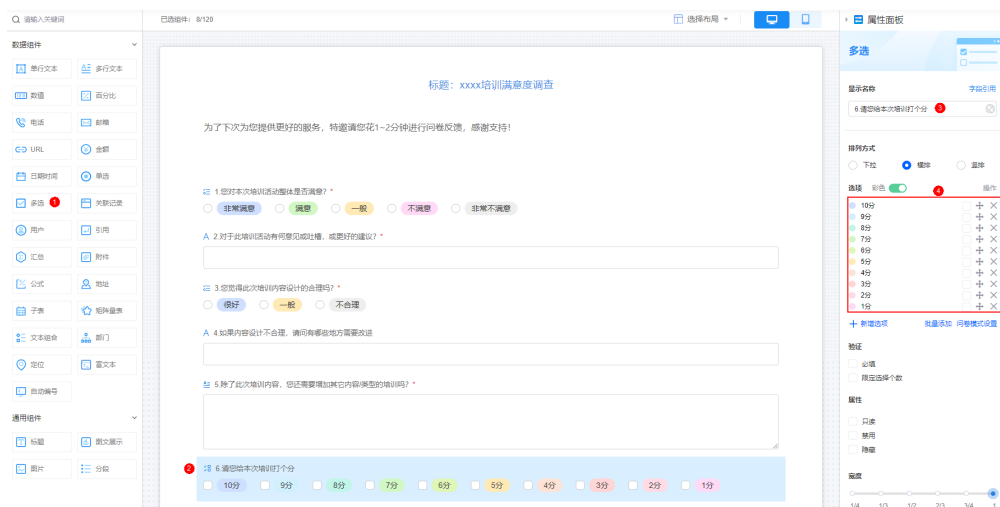 请输入关键词
已选组件: 8/120
选择布局
属性面板
数据组件
单行文本
多行文本
数值
百分比
电话
邮箱
URL
金额
日期时间
单选
多选 1
关联记录
用户
引用
汇总
附件
公式
地址
子表
矩阵量表
文本组合
部门
定位
富文本
自动编号
通用组件
标题
图文展示
图片
分段
标题：xxxx培训满意度调查
为了下次为您提供更好的服务，特邀请您花1~2分钟进行问卷反馈，感谢支持！
1.您对本次培训活动整体是否满意？*
非常满意 满意 一般 不满意 非常不满意
A 2.对于此培训活动有何意见或吐槽，或更好的建议？*
3.您觉得此次培训内容设计的合理吗？*
很好 一般 不合理
A 4.如果内容设计不合理，请问有哪些地方需要改进
5.除了此次培训内容，您还需要增加其它内容/类型的培训吗？*
2
6.请您给本次培训打个分
10分 9分 8分 7分 6分 5分 4分 3分 2分 1分
多选
显示名称 字段引用
6.请您给本次培训打个分 3
排列方式
下拉 横排 竖排
选项 彩色 4 操作
10分
9分
8分
7分
6分
5分
4分
3分
2分
1分
新增选项 批量添加 问卷模式设置
验证
必填
限定选择个数
属性
只读
禁用
隐藏
宽度
1/4 1/3 1/2 2/3 3/4 1